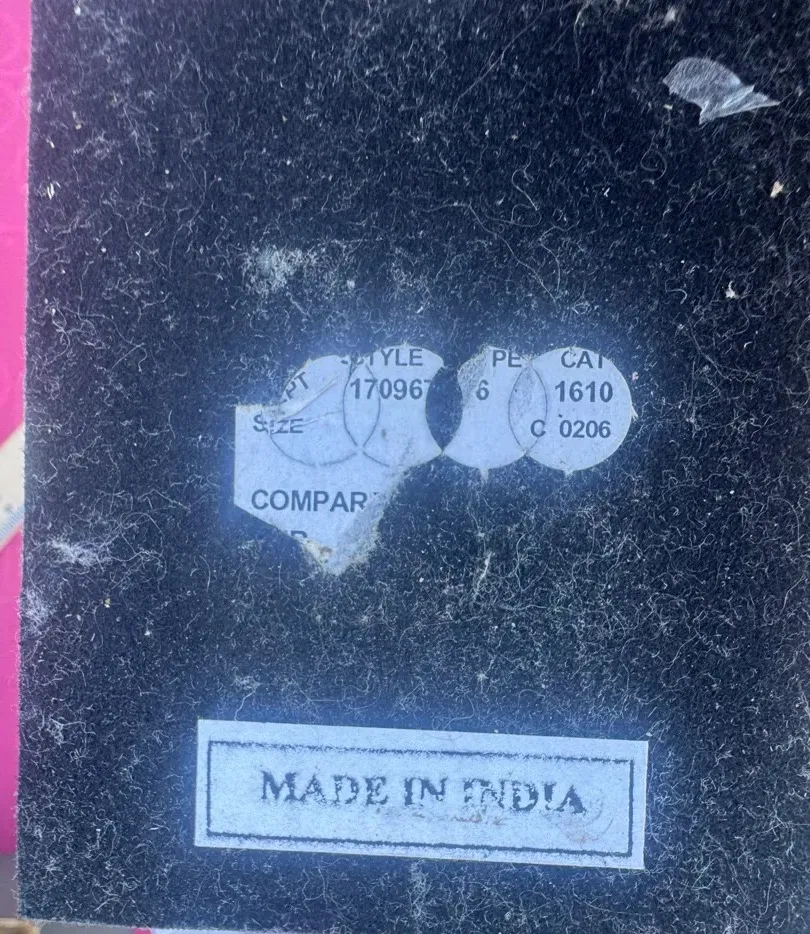 STYLE PE CAT
170967 6 1610
SIZE C 0206
COMPAR
MADE IN INDIA